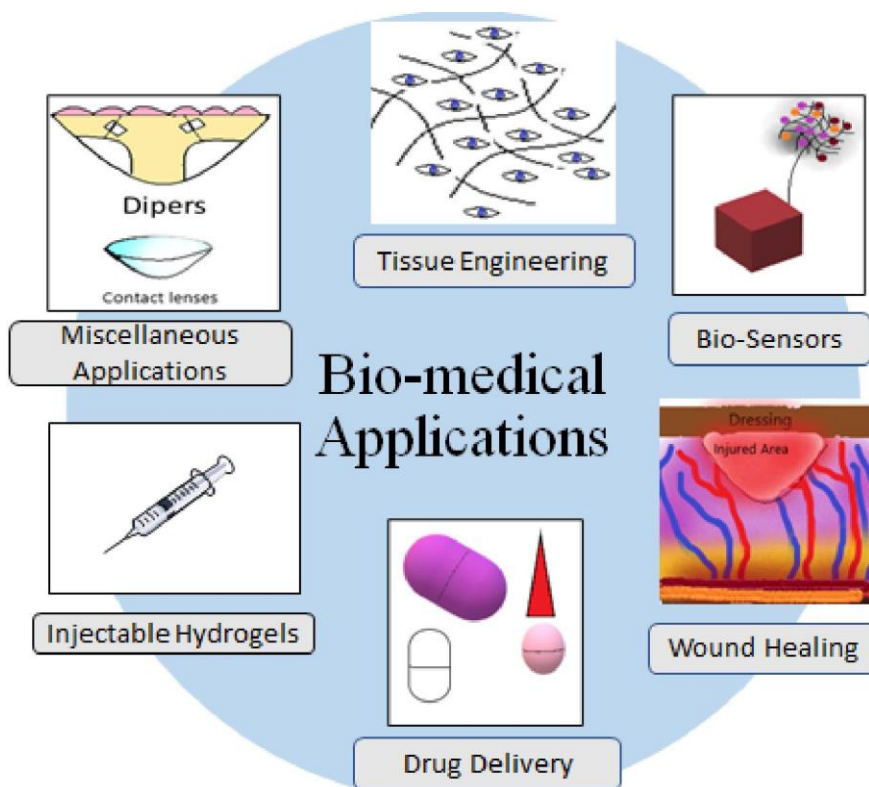 Dipers
Contact lenses
Miscellaneous
Applications
Tissue Engineering
Bio-Sensors
Bio-medical
Applications
Dressing
Injured Area
Injectable Hydrogels
Wound Healing
Drug Delivery